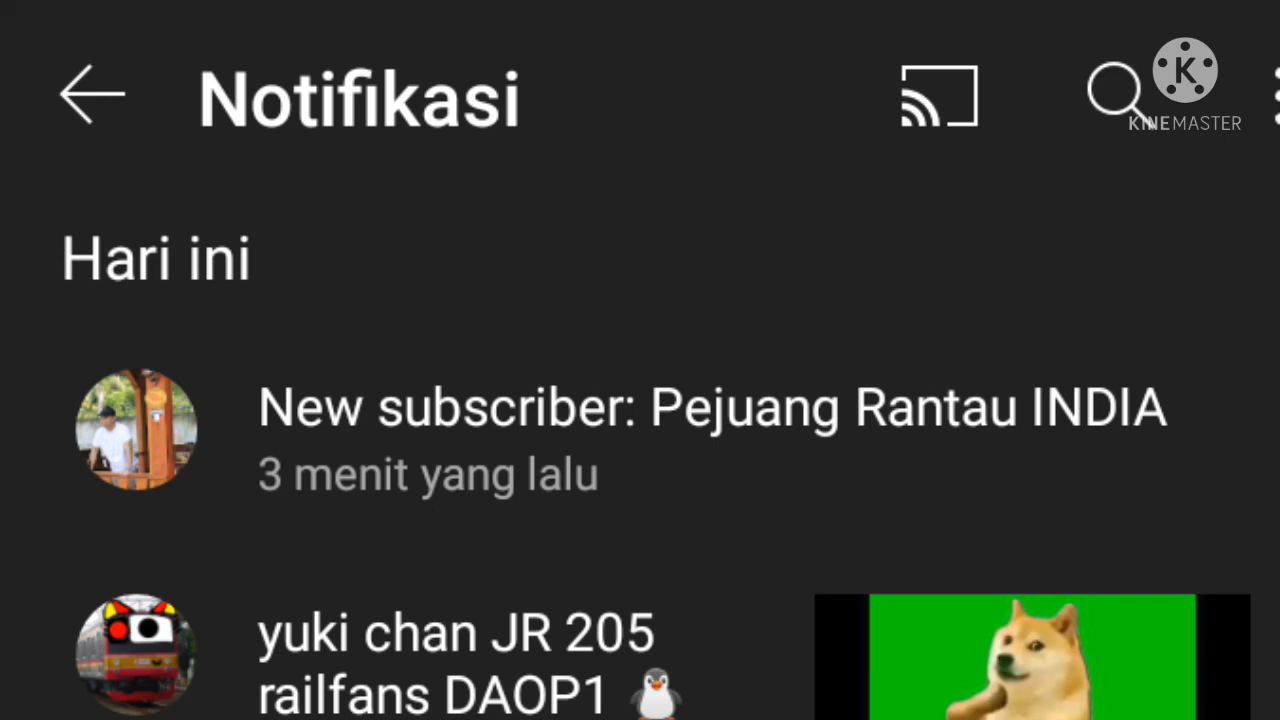 Notifikasi
K
KINEMASTER
Hari ini
New subscriber: Pejuang Rantau INDIA
3 menit yang lalu
yuki chan JR 205
railfans DAOP1 🐧